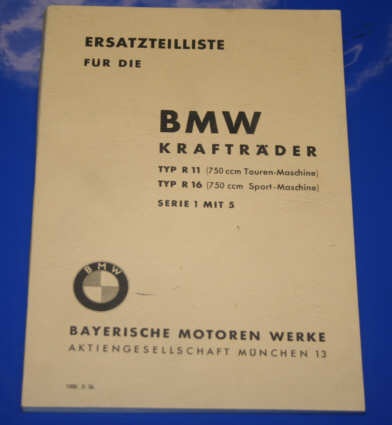 ERSATZTEILLISTE
FÜR DIE
BMW
KRAFTRÄDER
TYP R 11 (750 ccm Touren-Maschine)
TYP R 16 (750 ccm Sport-Maschine)
SERIE 1 MIT 5
BMW
BAYERISCHE MOTOREN WERKE
AKTIENGESELLSCHAFT MÜNCHEN 13